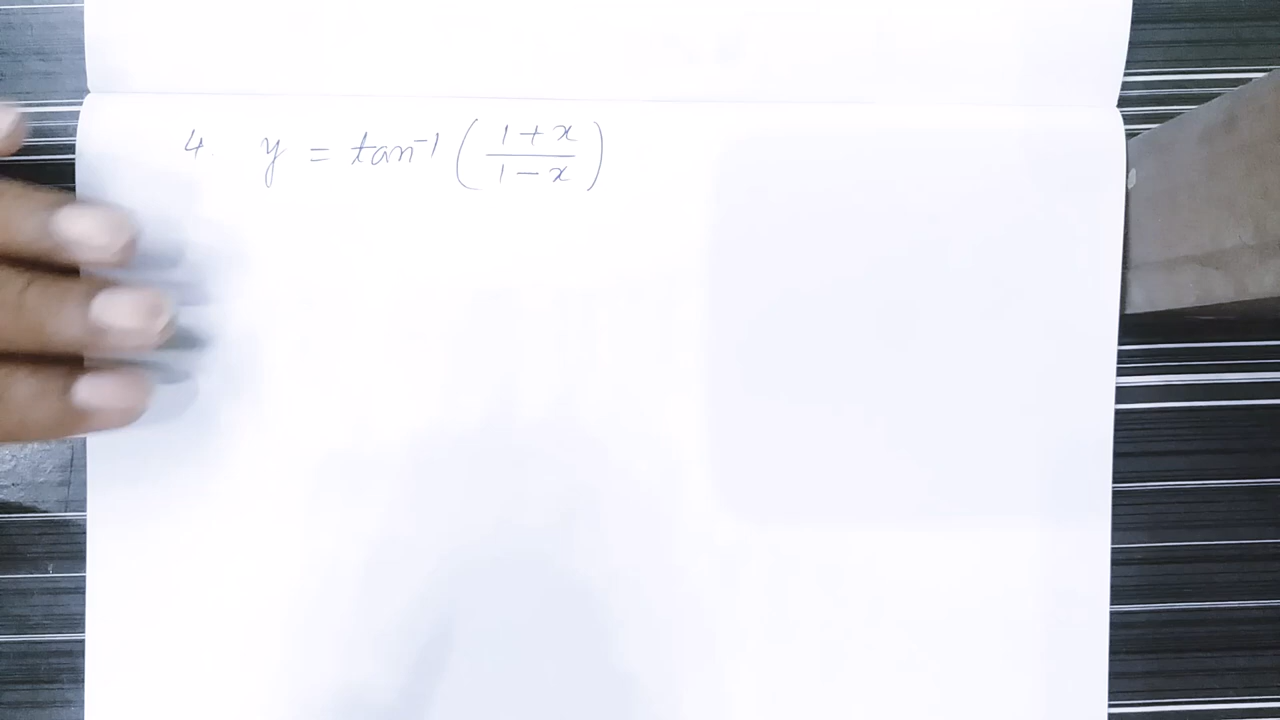 4. y = tan⁻¹ ( (1 + x) / (1 - x) )